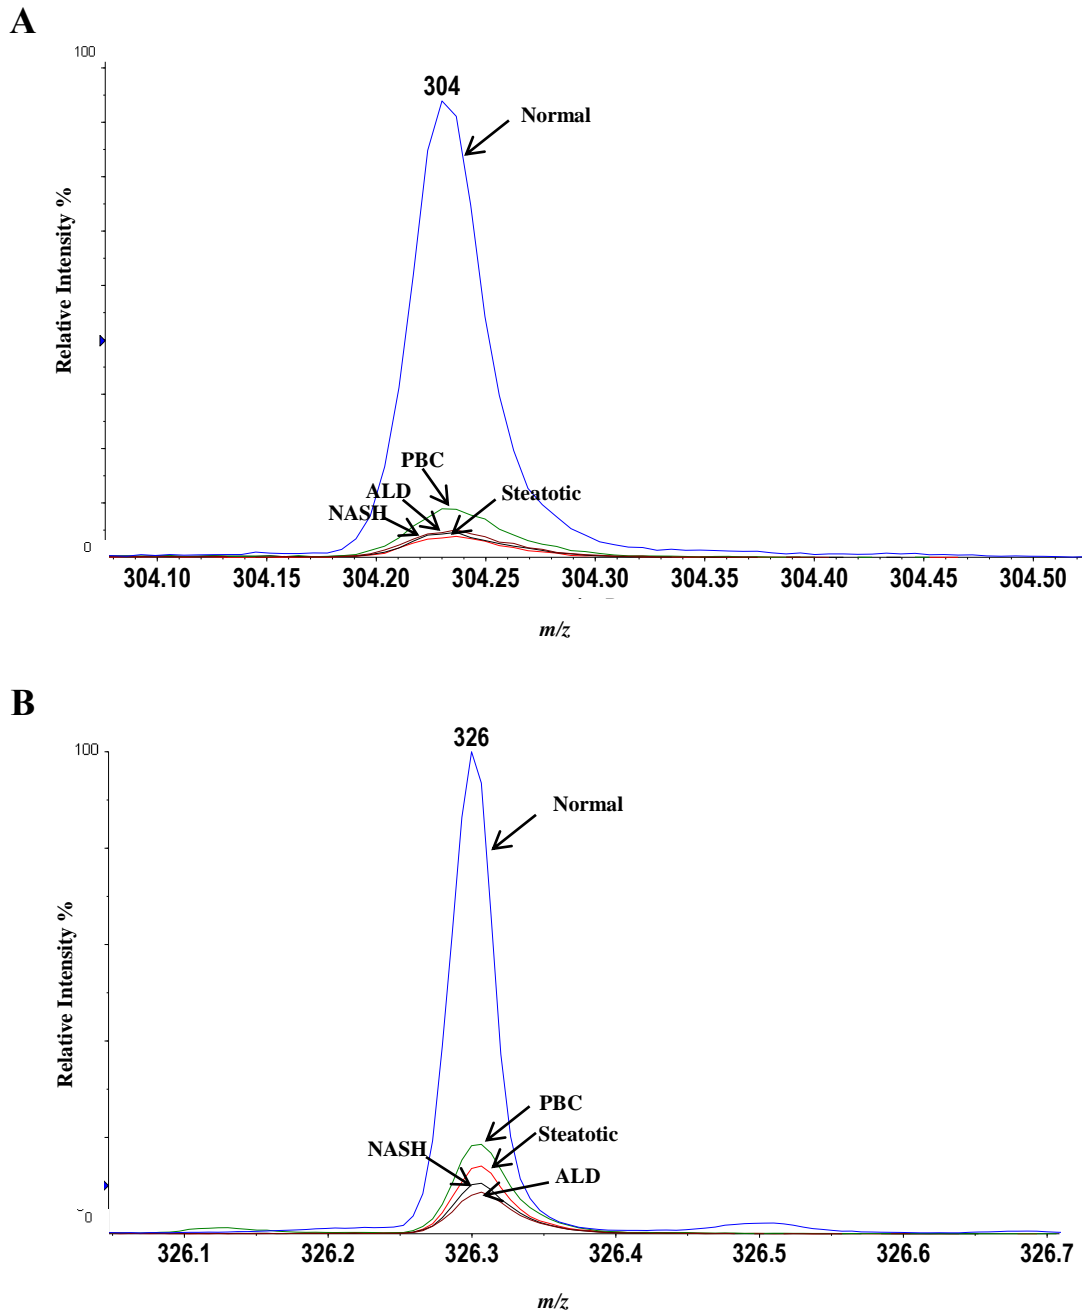 A
100
304
Normal
Relative Intensity %
PBC
ALD
Steatotic
NASH
0
304.10 304.15 304.20 304.25 304.30 304.35 304.40 304.45 304.50
m/z
B
100
326
Normal
Relative Intensity %
PBC
Steatotic
NASH
ALD
0
326.1 326.2 326.3 326.4 326.5 326.6 326.7
m/z